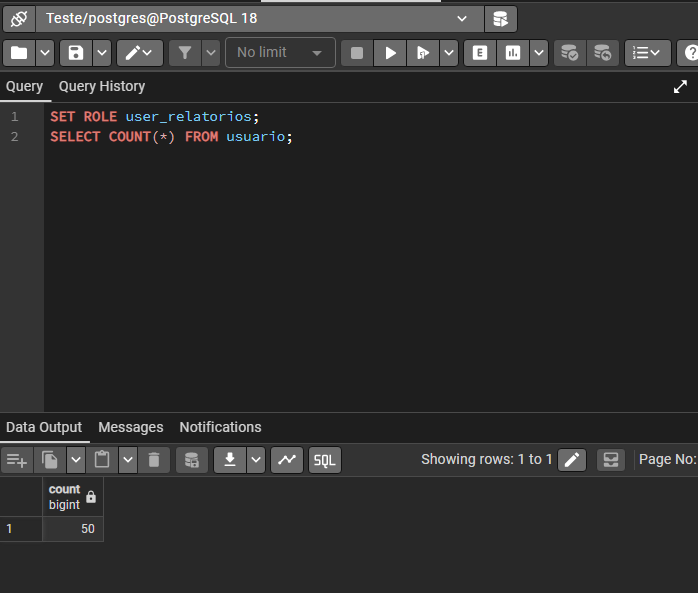 Teste/postgres@PostgreSQL 18
No limit
E
Query Query History
1 SET ROLE user_relatorios;
2 SELECT COUNT(*) FROM usuario;
Data Output Messages Notifications
SQL Showing rows: 1 to 1 Page No:
count
bigint
1 50